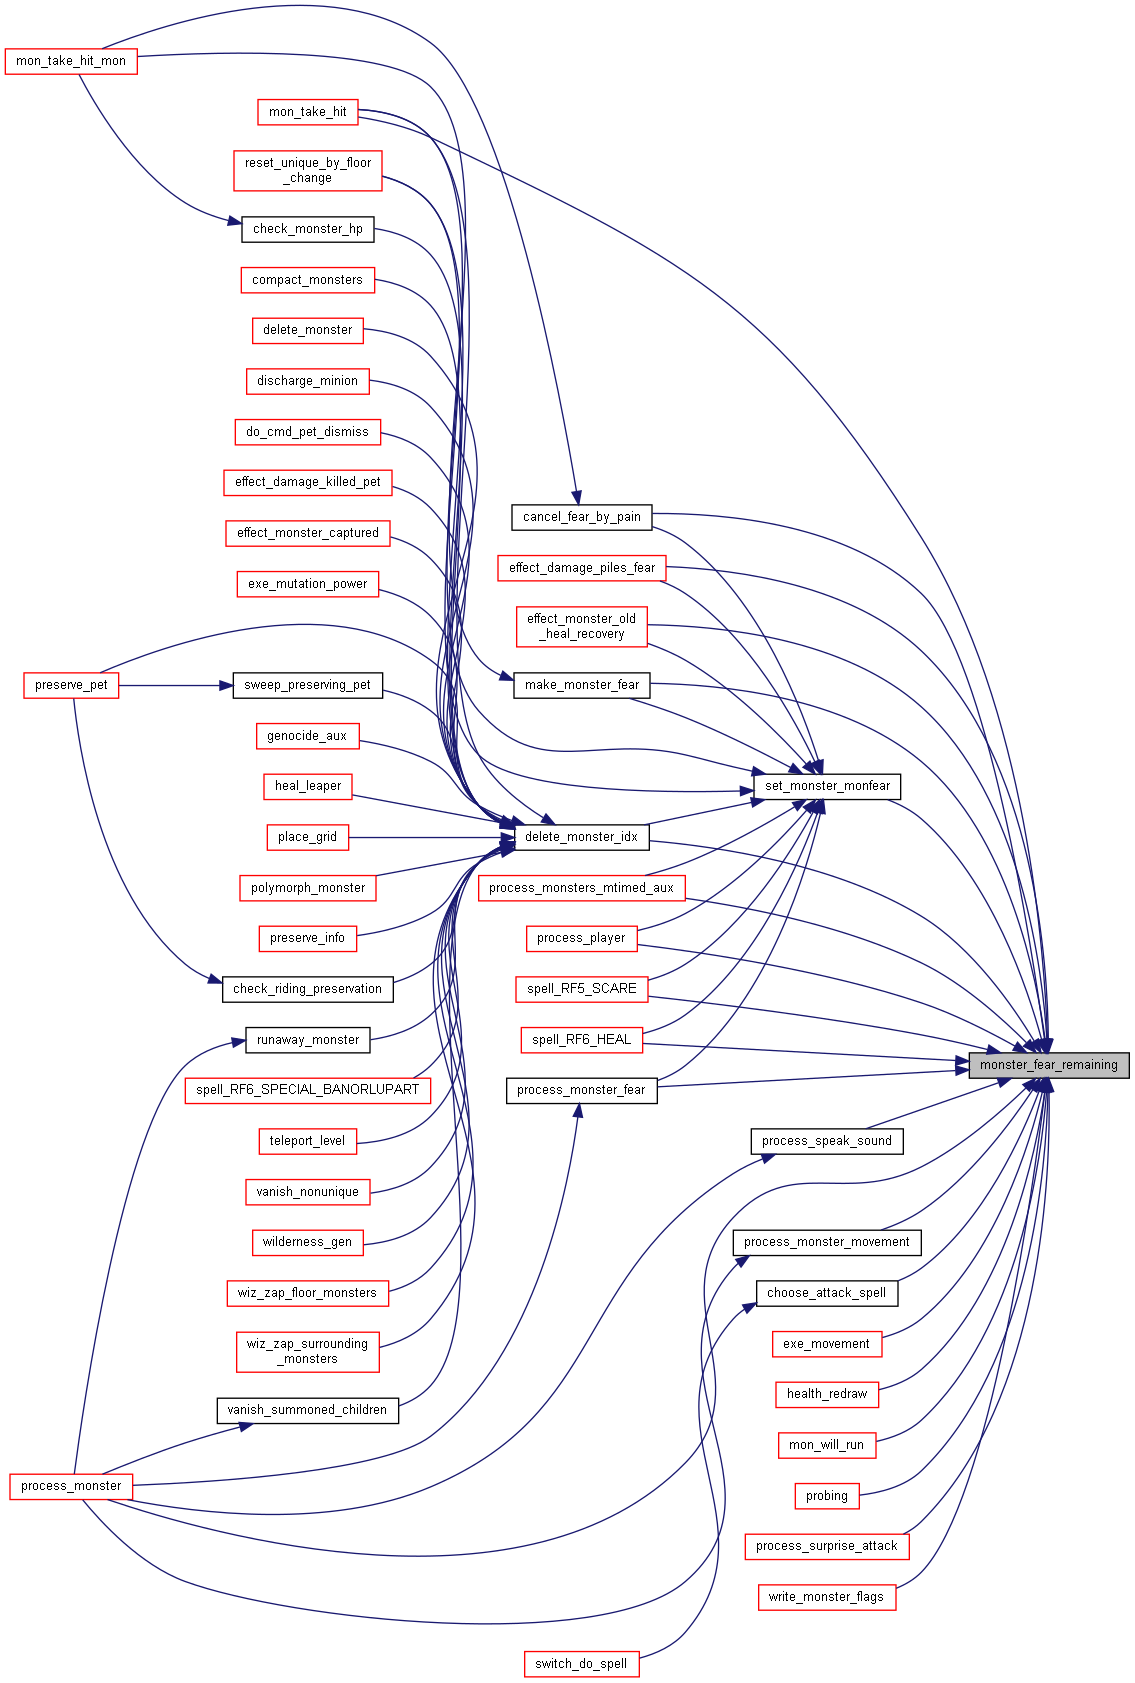 mon_take_hit_mon
mon_take_hit
reset_unique_by_floor
_change
check_monster_hp
compact_monsters
delete_monster
discharge_minion
do_cmd_pet_dismiss
effect_damage_killed_pet
effect_monster_captured
exe_mutation_power
preserve_pet
sweep_preserving_pet
genocide_aux
heal_leaper
place_grid
polymorph_monster
preserve_info
check_riding_preservation
runaway_monster
spell_RF6_SPECIAL_BANORLUPART
teleport_level
vanish_nonunique
wilderness_gen
wiz_zap_floor_monsters
wiz_zap_surrounding
_monsters
vanish_summoned_children
process_monster
cancel_fear_by_pain
effect_damage_piles_fear
effect_monster_old
_heal_recovery
make_monster_fear
set_monster_monfear
delete_monster_idx
process_monsters_mtimed_aux
process_player
spell_RF5_SCARE
spell_RF6_HEAL
process_monster_fear
monster_fear_remaining
process_speak_sound
process_monster_movement
choose_attack_spell
exe_movement
health_redraw
mon_will_run
probing
process_surprise_attack
write_monster_flags
switch_do_spell